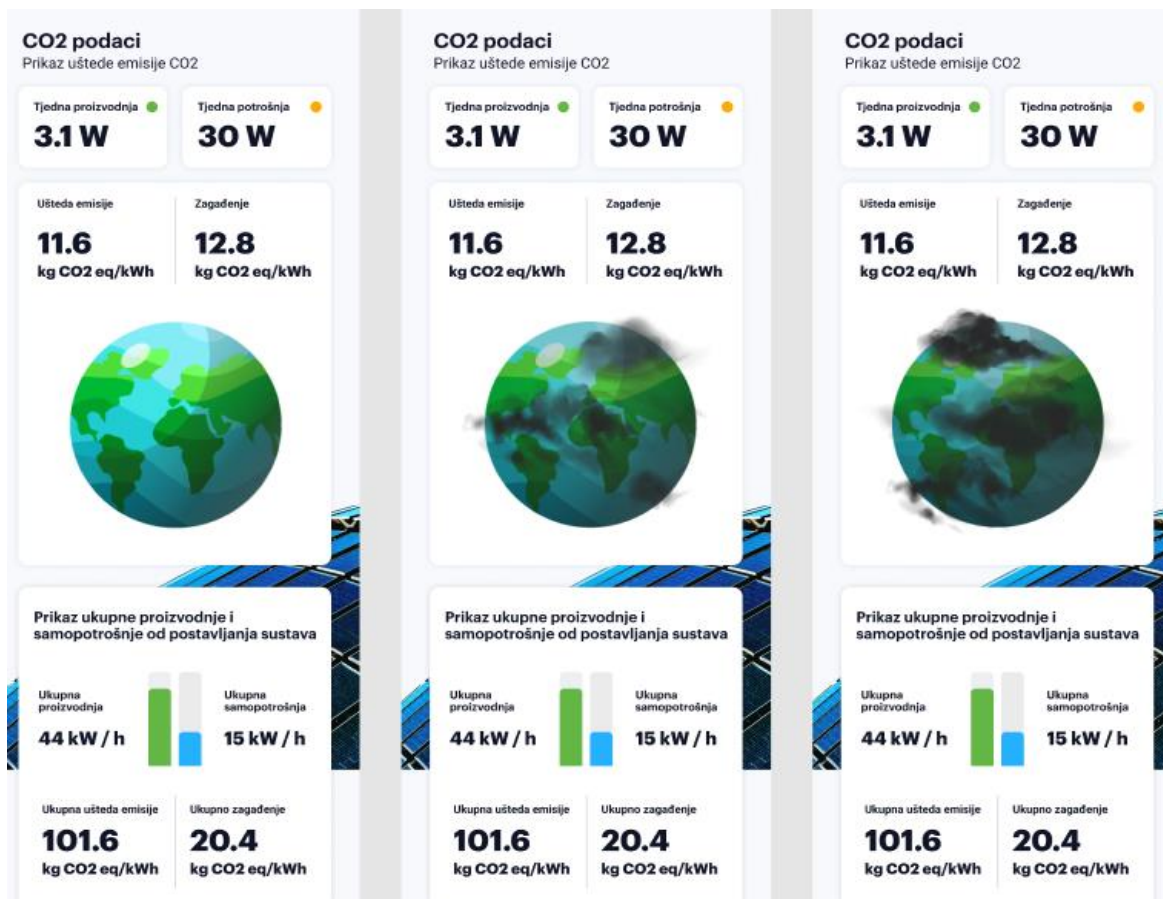 CO2 podaci
Prikaz uštede emisije CO2
Tjedna proizvodnja
3.1 W
Tjedna potrošnja
30 W
Ušteda emisije
11.6
kg CO2 eq/kWh
Zagađenje
12.8
kg CO2 eq/kWh
Prikaz ukupne proizvodnje i
samopotrošnje od postavljanja sustava
Ukupna
proizvodnja
44 kW / h
Ukupna
samopotrošnja
15 kW / h
Ukupna ušteda emisije
101.6
kg CO2 eq/kWh
Ukupno zagađenje
20.4
kg CO2 eq/kWh
CO2 podaci
Prikaz uštede emisije CO2
Tjedna proizvodnja
3.1 W
Tjedna potrošnja
30 W
Ušteda emisije
11.6
kg CO2 eq/kWh
Zagađenje
12.8
kg CO2 eq/kWh
Prikaz ukupne proizvodnje i
samopotrošnje od postavljanja sustava
Ukupna
proizvodnja
44 kW / h
Ukupna
samopotrošnja
15 kW / h
Ukupna ušteda emisije
101.6
kg CO2 eq/kWh
Ukupno zagađenje
20.4
kg CO2 eq/kWh
CO2 podaci
Prikaz uštede emisije CO2
Tjedna proizvodnja
3.1 W
Tjedna potrošnja
30 W
Ušteda emisije
11.6
kg CO2 eq/kWh
Zagađenje
12.8
kg CO2 eq/kWh
Prikaz ukupne proizvodnje i
samopotrošnje od postavljanja sustava
Ukupna
proizvodnja
44 kW / h
Ukupna
samopotrošnja
15 kW / h
Ukupna ušteda emisije
101.6
kg CO2 eq/kWh
Ukupno zagađenje
20.4
kg CO2 eq/kWh